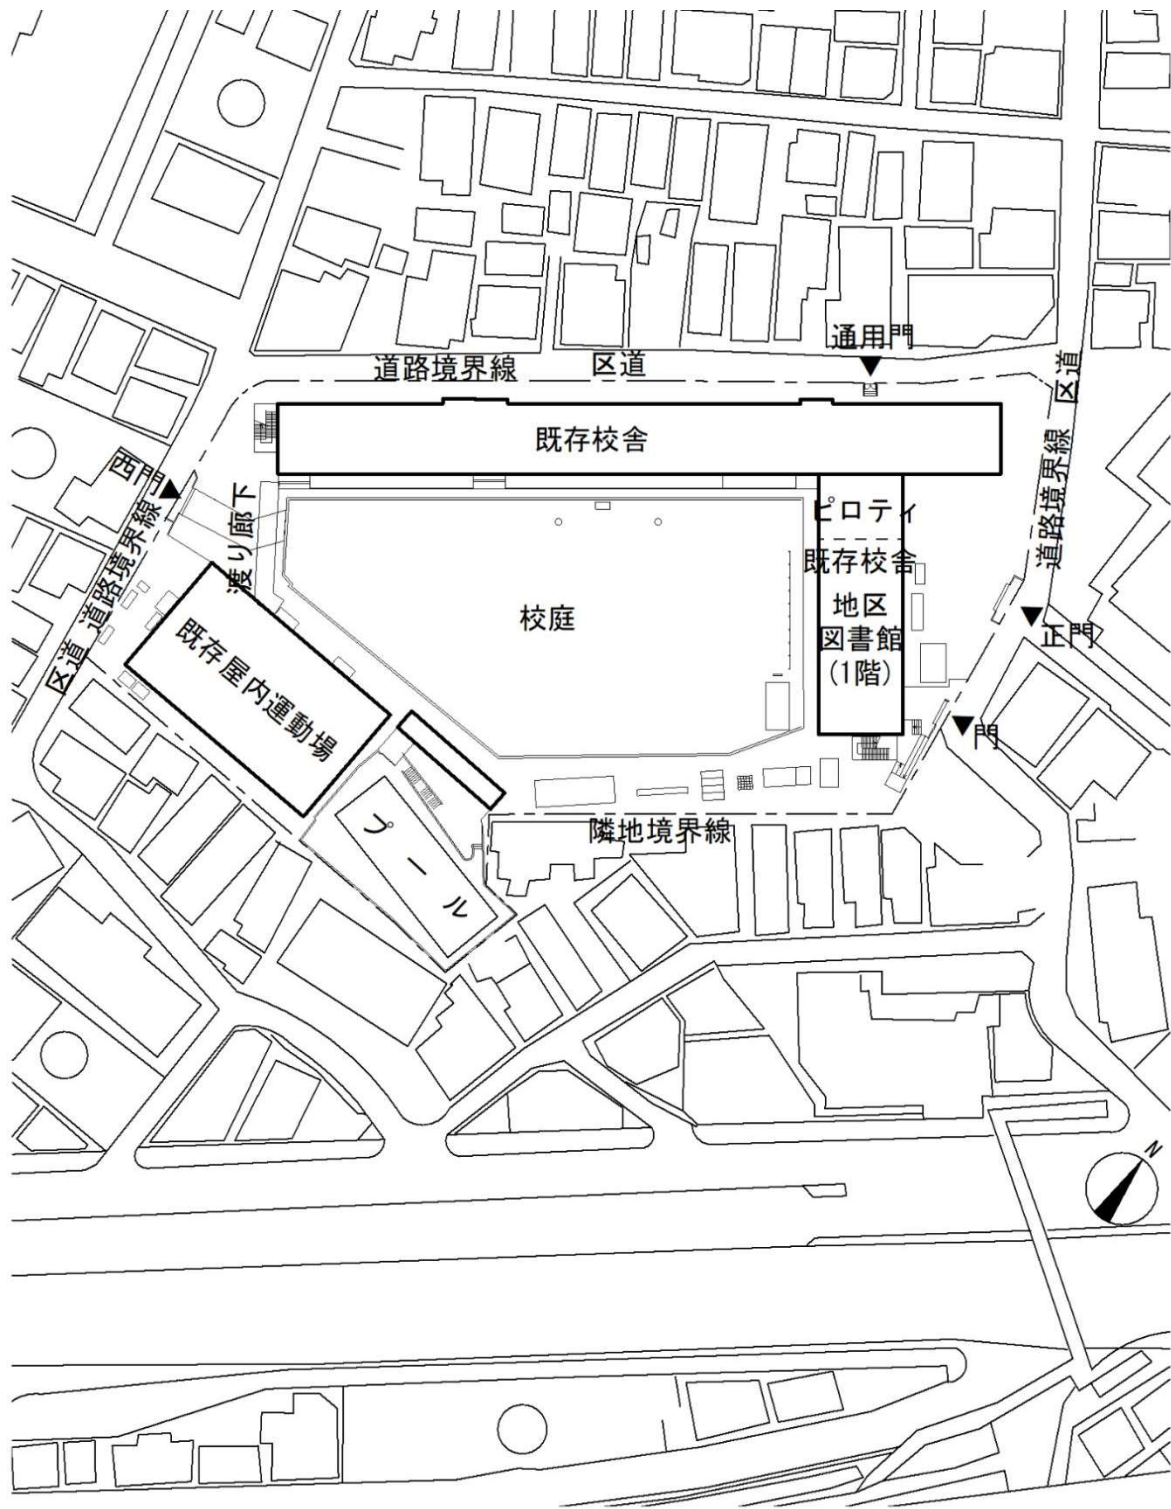 通用門
道路境界線
区道
区道
道路境界線
既存校舎
西門
道路境界線
区道
渡り廊下
ピロティ
既存校舎
地区
図書館
(1階)
校庭
正門
門
既存屋内運動場
プール
隣地境界線
N